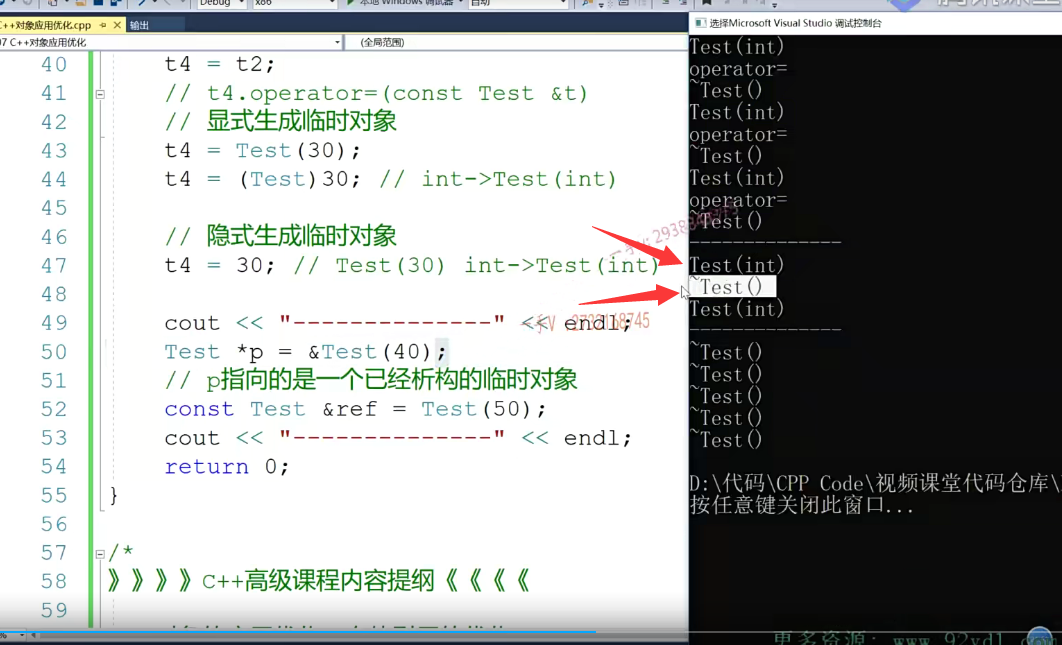 Debug x86 本地 Windows 调试器 自动
C++对象应用优化.cpp 输出
07 C++对象应用优化 (全局范围)
40 t4 = t2;
41 // t4.operator=(const Test &t)
42 // 显式生成临时对象
43 t4 = Test(30);
44 t4 = (Test)30; // int->Test(int)
45
46 // 隐式生成临时对象
47 t4 = 30; // Test(30) int->Test(int)
48
49 cout << "--------------" << endl;
50 Test *p = &Test(40);
51 // p指向的是一个已经析构的临时对象
52 const Test &ref = Test(50);
53 cout << "--------------" << endl;
54 return 0;
55 }
56
57 /*
58 》》》》C++高级课程内容提纲《《《《
59
选择Microsoft Visual Studio 调试控制台
Test(int)
operator=
~Test()
Test(int)
operator=
~Test()
Test(int)
operator=
~Test()
--------------
Test(int)
~Test()
Test(int)
--------------
~Test()
~Test()
~Test()
~Test()
~Test()
D:\代码\CPP Code\视频课堂代码仓库\
按任意键关闭此窗口...